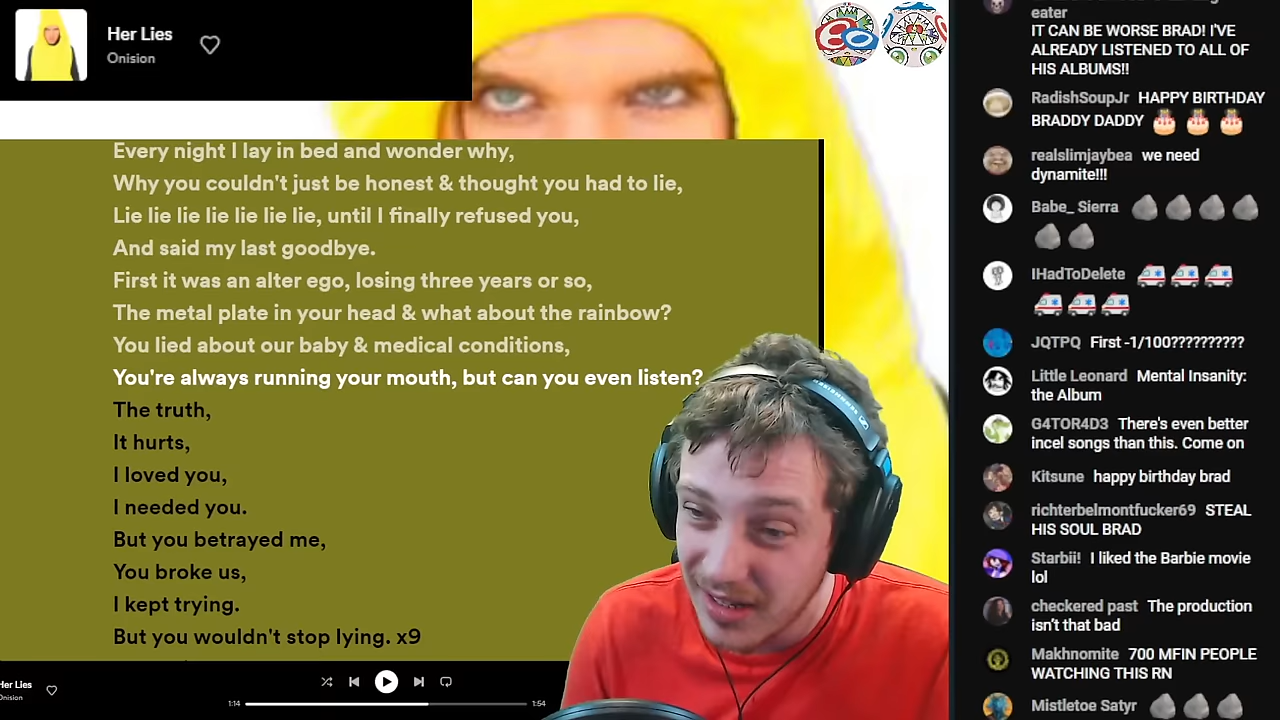 Her Lies
Onision
Every night I lay in bed and wonder why,
Why you couldn't just be honest & thought you had to lie,
Lie lie lie lie lie lie lie, until I finally refused you,
And said my last goodbye.
First it was an alter ego, losing three years or so,
The metal plate in your head & what about the rainbow?
You lied about our baby & medical conditions,
You're always running your mouth, but can you even listen?
The truth,
It hurts,
I loved you,
I needed you.
But you betrayed me,
You broke us,
I kept trying.
But you wouldn't stop lying. x9
Her Lies
Onision
1:14
1:54
eater
IT CAN BE WORSE BRAD! I'VE
ALREADY LISTENED TO ALL OF
HIS ALBUMS!!
RadishSoupJr HAPPY BIRTHDAY
BRADDY DADDY
realslimjaybea we need
dynamite!!!
Babe_ Sierra
IHadToDelete
JQTPQ First -1/100??????????
Little Leonard Mental Insanity:
the Album
G4TOR4D3 There's even better
incel songs than this. Come on
Kitsune happy birthday brad
richterbelmontfucker69 STEAL
HIS SOUL BRAD
Starbii! I liked the Barbie movie
lol
checkered past The production
isn't that bad
Makhnomite 700 MFIN PEOPLE
WATCHING THIS RN
Mistletoe Satyr